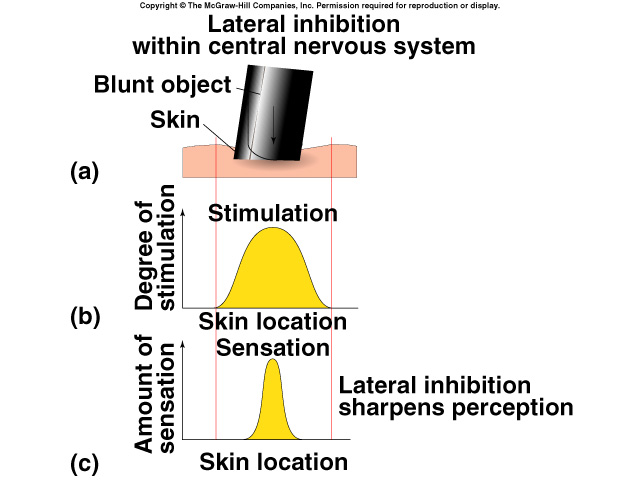 Copyright © The McGraw-Hill Companies, Inc. Permission required for reproduction or display.
Lateral inhibition
within central nervous system
Blunt object
Skin
(a)
Degree of
stimulation
Stimulation
(b)
Skin location
Amount of
sensation
Sensation
Lateral inhibition
sharpens perception
(c)
Skin location